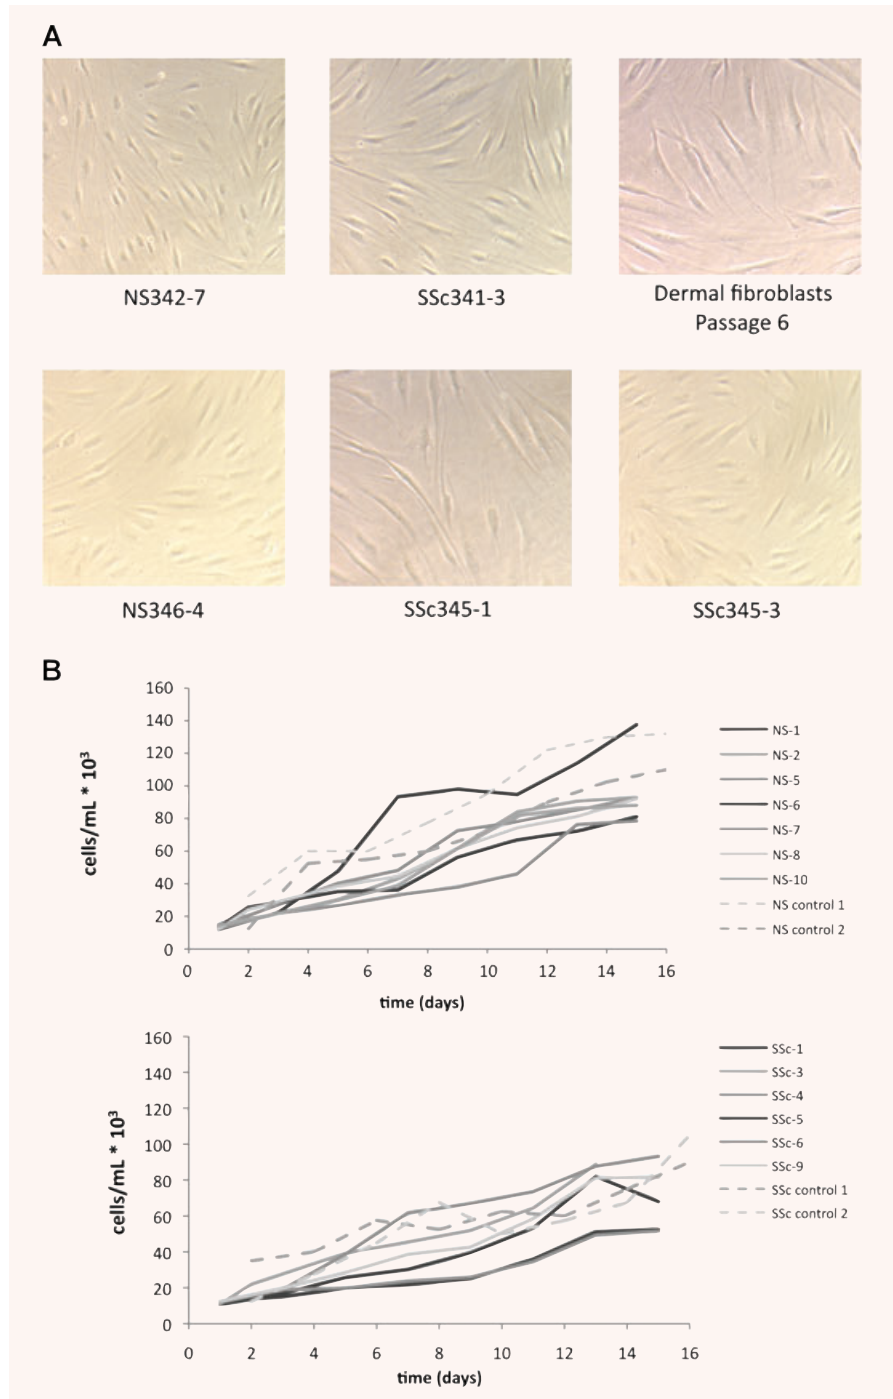 A
NS342-7
SSc341-3
Dermal fibroblasts
Passage 6
NS346-4
SSc345-1
SSc345-3
B
160
140
120
100
80
60
40
20
0
cells/mL * 10³
0 2 4 6 8 10 12 14 16
time (days)
NS-1
NS-2
NS-5
NS-6
NS-7
NS-8
NS-10
NS control 1
NS control 2
160
140
120
100
80
60
40
20
0
cells/mL * 10³
0 2 4 6 8 10 12 14 16
time (days)
SSc-1
SSc-3
SSc-4
SSc-5
SSc-6
SSc-9
SSc control 1
SSc control 2